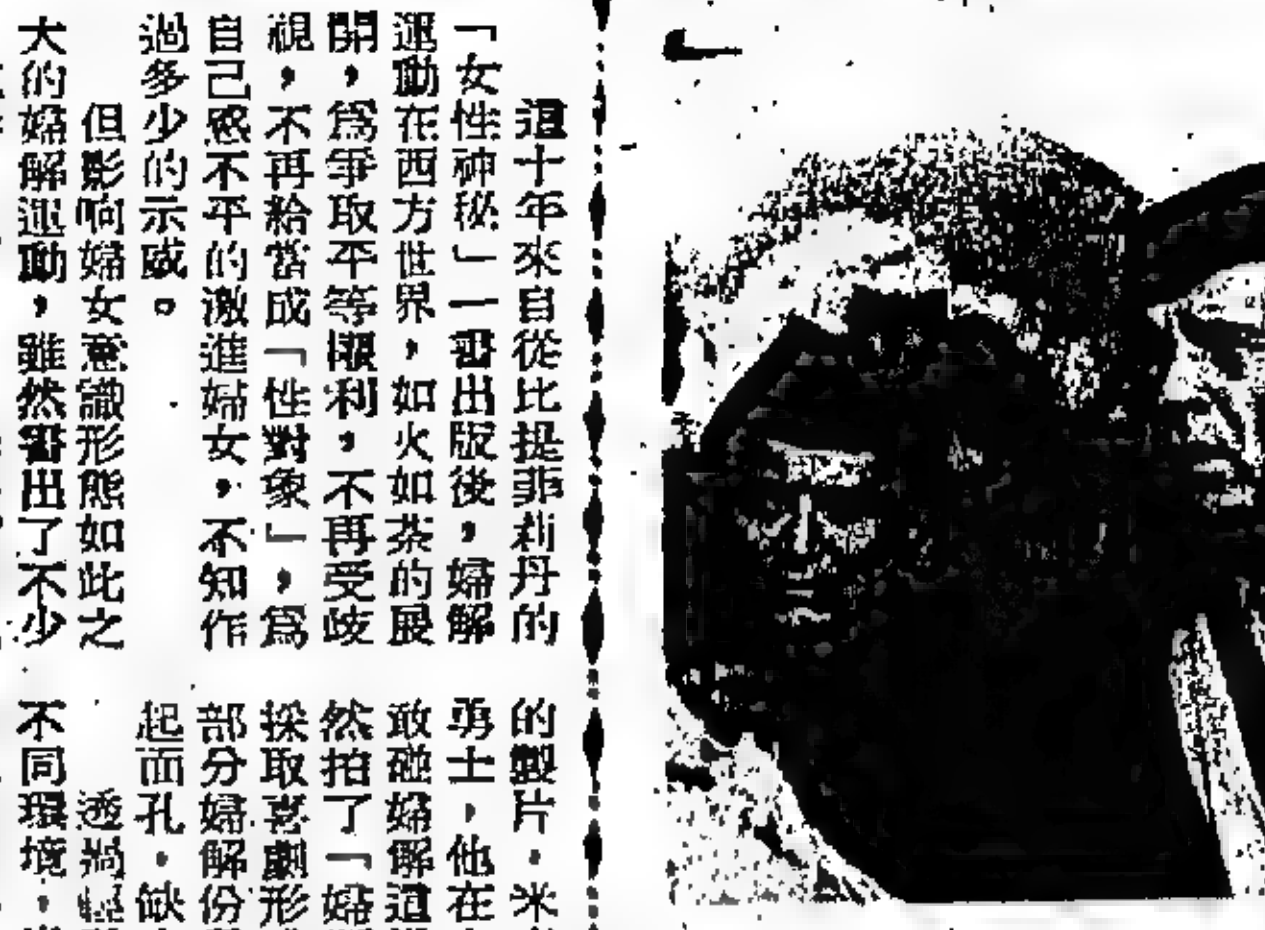 這十年來自從比提菲莉丹的
「女性神秘」一書出版後，婦解
運動在西方世界，如火如荼的展
開，爲爭取平等權利，不再受歧
視，不再給當成「性對象」，爲
自己感不平的激進婦女，不知作
過多少的示威。
但影响婦女意識形態如此之
大的婦解運動，雖然書出了不少
的製片，米
勇士，他在
敢碰婦解這
然拍了「婦
採取喜劇形
部分婦解份
起面孔，缺
透過
不同環境，